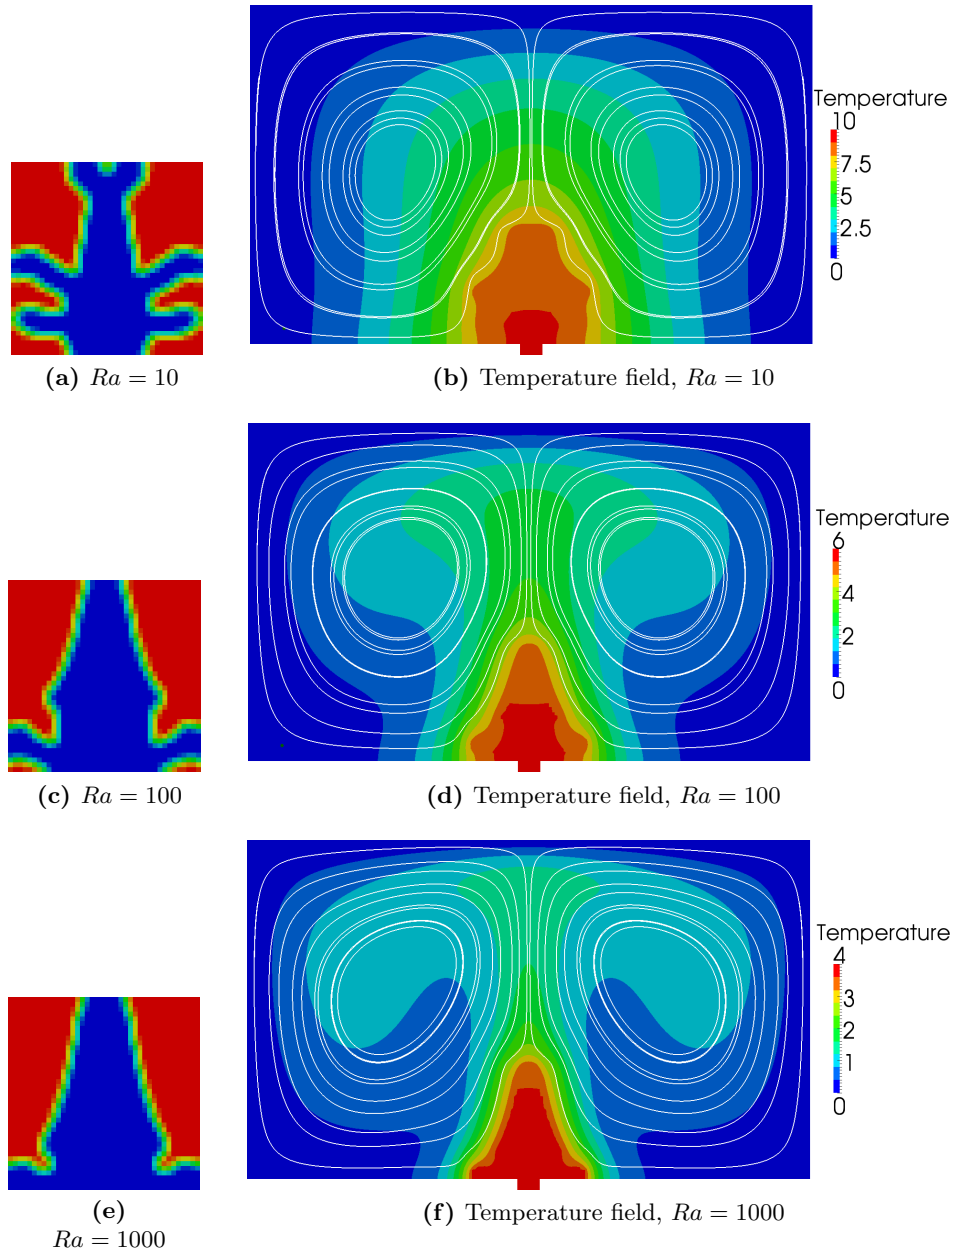 Temperature
10
7.5
5
2.5
0
(a) Ra = 10
(b) Temperature field, Ra = 10
Temperature
6
4
2
0
(c) Ra = 100
(d) Temperature field, Ra = 100
Temperature
4
3
2
1
0
(e)
Ra = 1000
(f) Temperature field, Ra = 1000